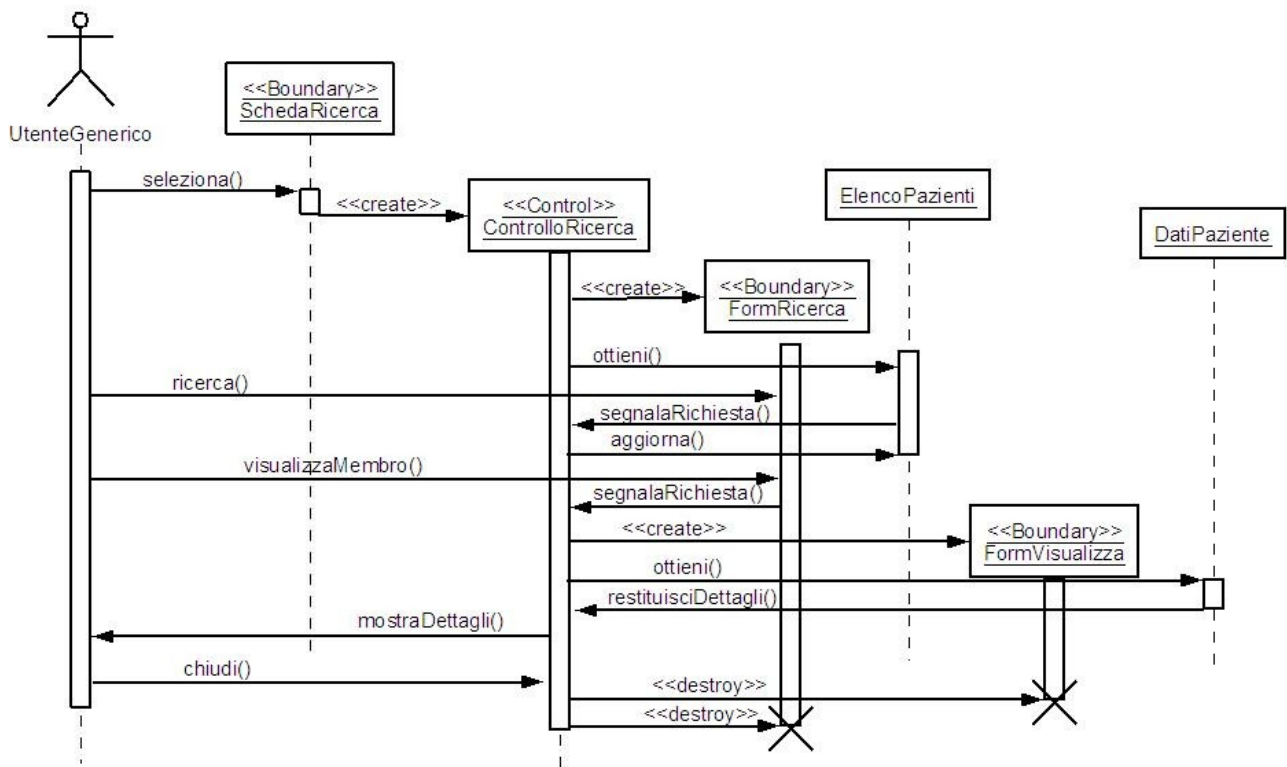 <<Boundary>>
SchedaRicerca
UtenteGenerico
seleziona()
<<create>>
<<Control>>
ControlloRicerca
ElencoPazienti
DatiPaziente
<<create>>
<<Boundary>>
FormRicerca
ottieni()
ricerca()
segnalaRichiesta()
aggiorna()
visualizzaMembro()
segnalaRichiesta()
<<create>>
<<Boundary>>
FormVisualizza
ottieni()
restituisciDettagli()
mostraDettagli()
chiudi()
<<destroy>>
<<destroy>>